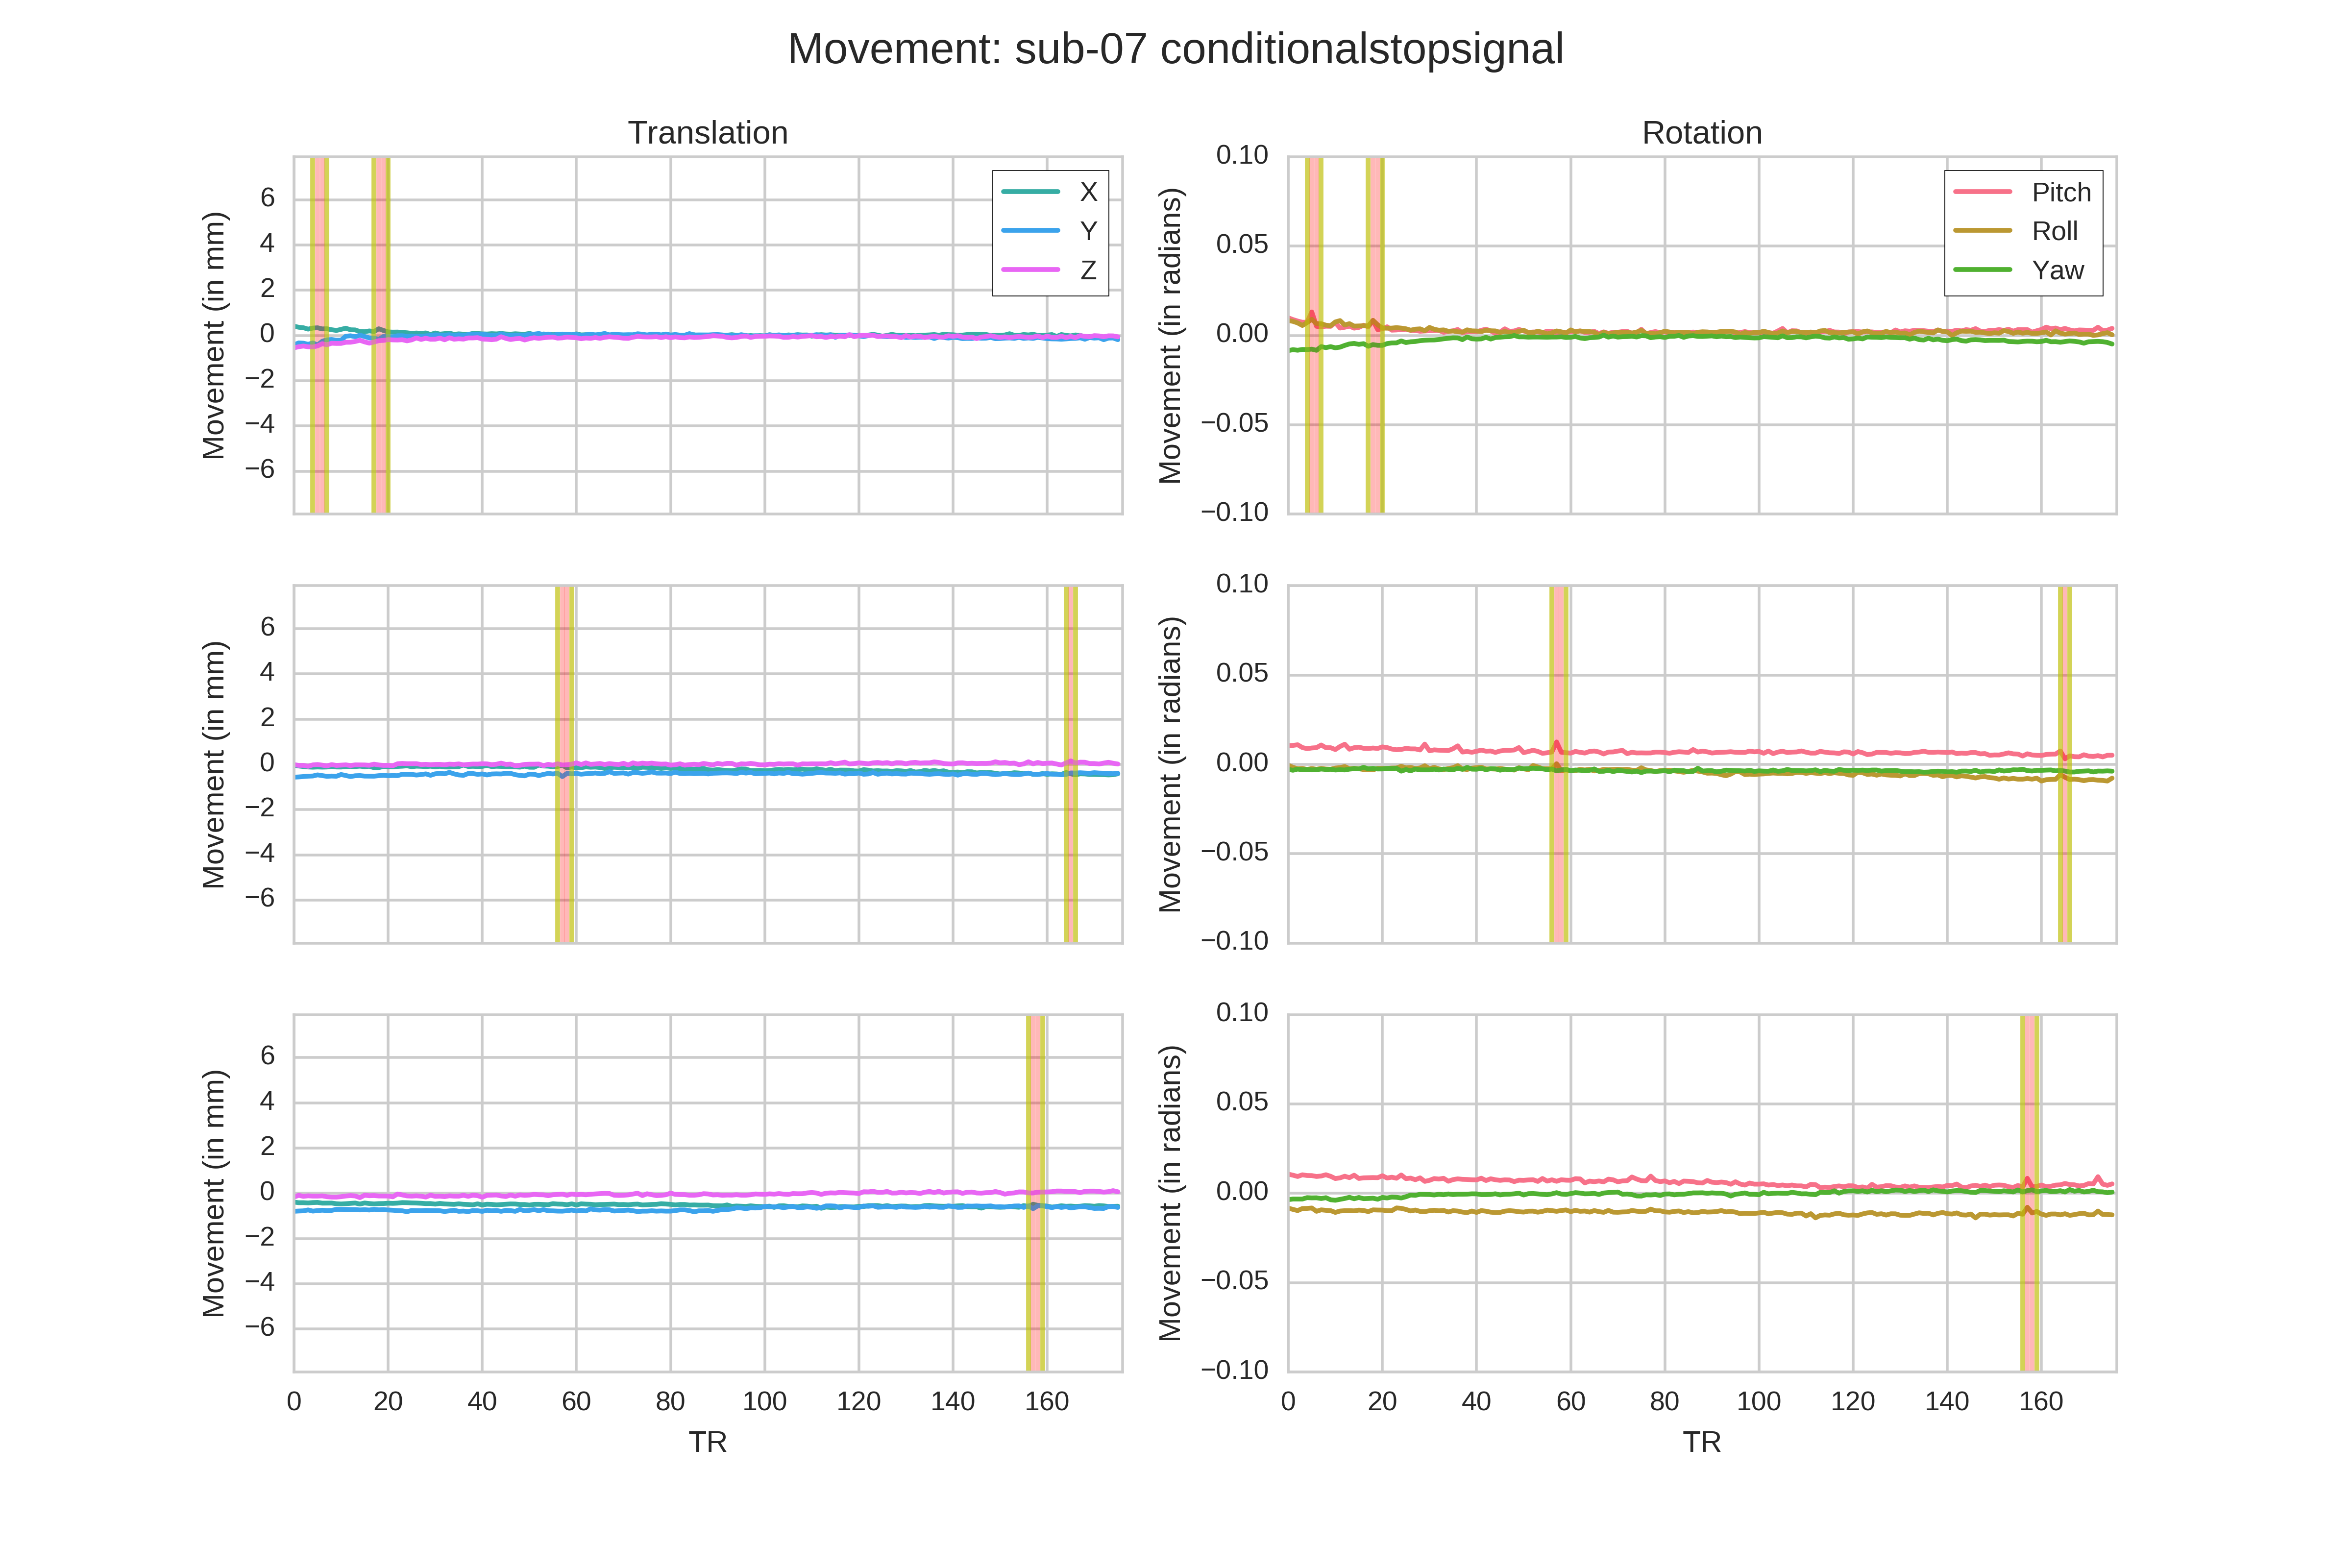 Movement: sub-07 conditionalstopsignal
Translation
Rotation
Movement (in mm)
6
4
2
0
−2
−4
−6
X
Y
Z
Movement (in radians)
0.10
0.05
0.00
−0.05
−0.10
Pitch
Roll
Yaw
Movement (in mm)
6
4
2
0
−2
−4
−6
Movement (in radians)
0.10
0.05
0.00
−0.05
−0.10
Movement (in mm)
6
4
2
0
−2
−4
−6
0 20 40 60 80 100 120 140 160
TR
Movement (in radians)
0.10
0.05
0.00
−0.05
−0.10
0 20 40 60 80 100 120 140 160
TR